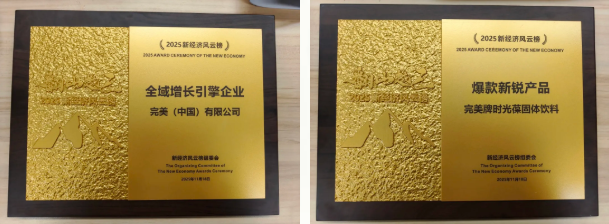 2025新经济风云榜
2025 AWARD CEREMONY OF THE NEW ECONOMY
全域增长引擎企业
完美（中国）有限公司
新经济风云榜组委会
The Organizing Committee of
The New Economy Awards Ceremony
2025新经济风云榜
2025 AWARD CEREMONY OF THE NEW ECONOMY
爆款新锐产品
完美牌时光葆固体饮料
新经济风云榜组委会
The Organizing Committee of
The New Economy Awards Ceremony